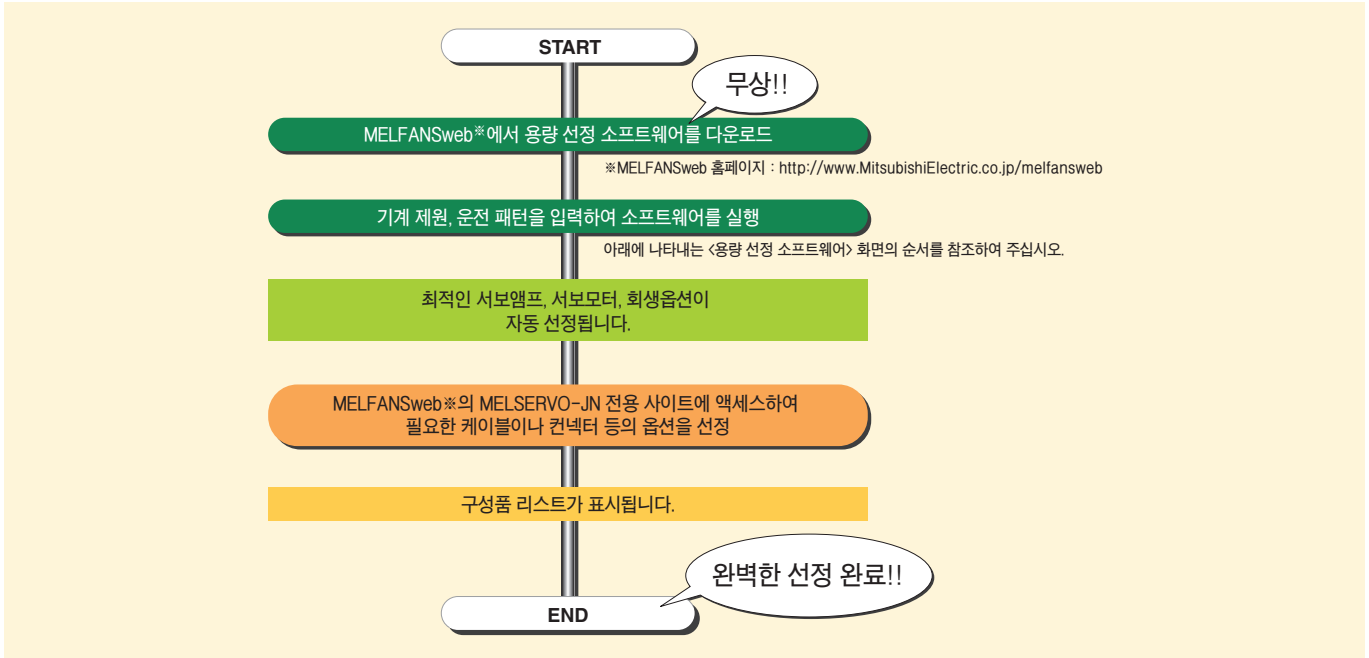 START
무상!!
MELFANSweb※에서 용량 선정 소프트웨어를 다운로드
※MELFANSweb 홈페이지 : http://www.MitsubishiElectric.co.jp/melfansweb
기계 제원, 운전 패턴을 입력하여 소프트웨어를 실행
아래에 나타내는 <용량 선정 소프트웨어> 화면의 순서를 참조하여 주십시오.
최적인 서보앰프, 서보모터, 회생옵션이
자동 선정됩니다.
MELFANSweb※의 MELSERVO-JN 전용 사이트에 액세스하여
필요한 케이블이나 컨넥터 등의 옵션을 선정
구성품 리스트가 표시됩니다.
완벽한 선정 완료!!
END